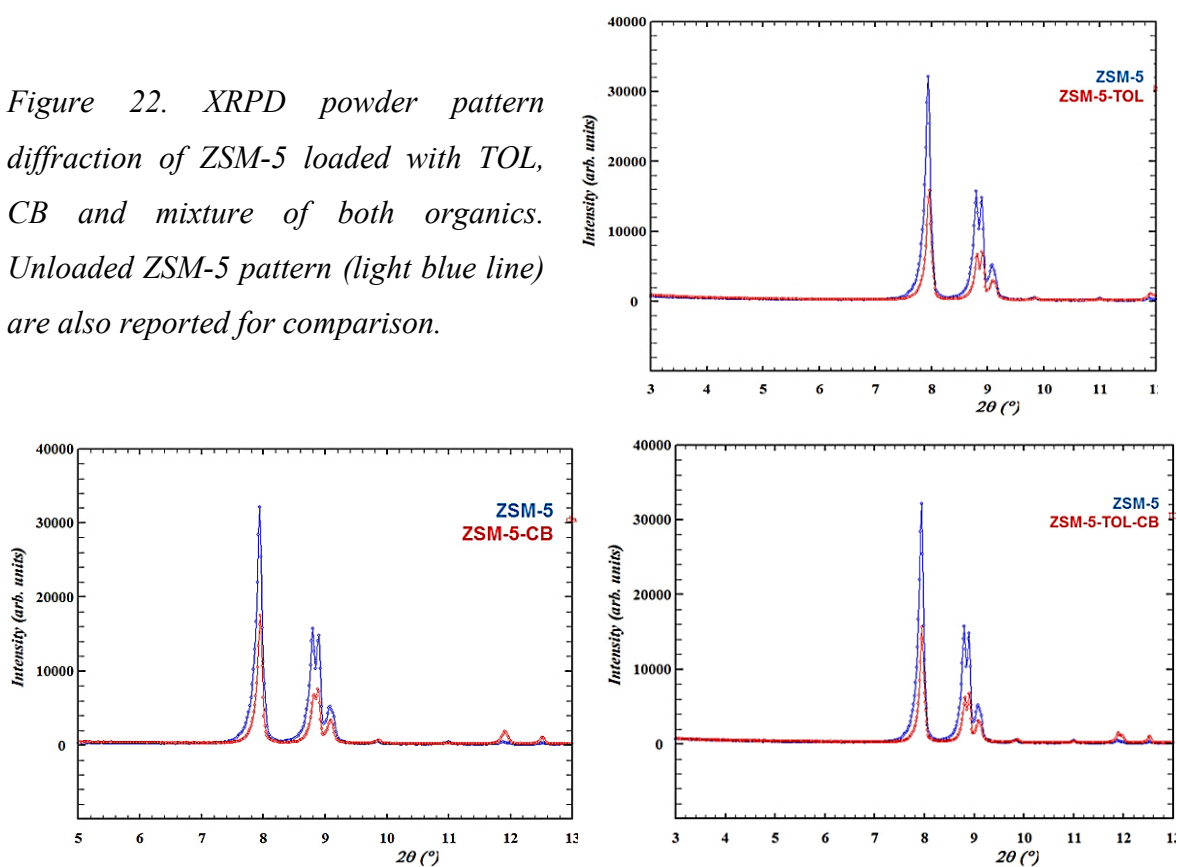 Figure 22. XRPD powder pattern
diffraction of ZSM-5 loaded with TOL,
CB and mixture of both organics.
Unloaded ZSM-5 pattern (light blue line)
are also reported for comparison.
40000
30000
20000
10000
0
Intensity (arb. units)
ZSM-5
ZSM-5-TOL
3 4 5 6 7 8 9 10 11 1
2θ (°)
40000
30000
20000
10000
0
Intensity (arb. units)
ZSM-5
ZSM-5-CB
5 6 7 8 9 10 11 12 13
2θ (°)
40000
30000
20000
10000
0
Intensity (arb. units)
ZSM-5
ZSM-5-TOL-CB
3 4 5 6 7 8 9 10 11 12 13
2θ (°)